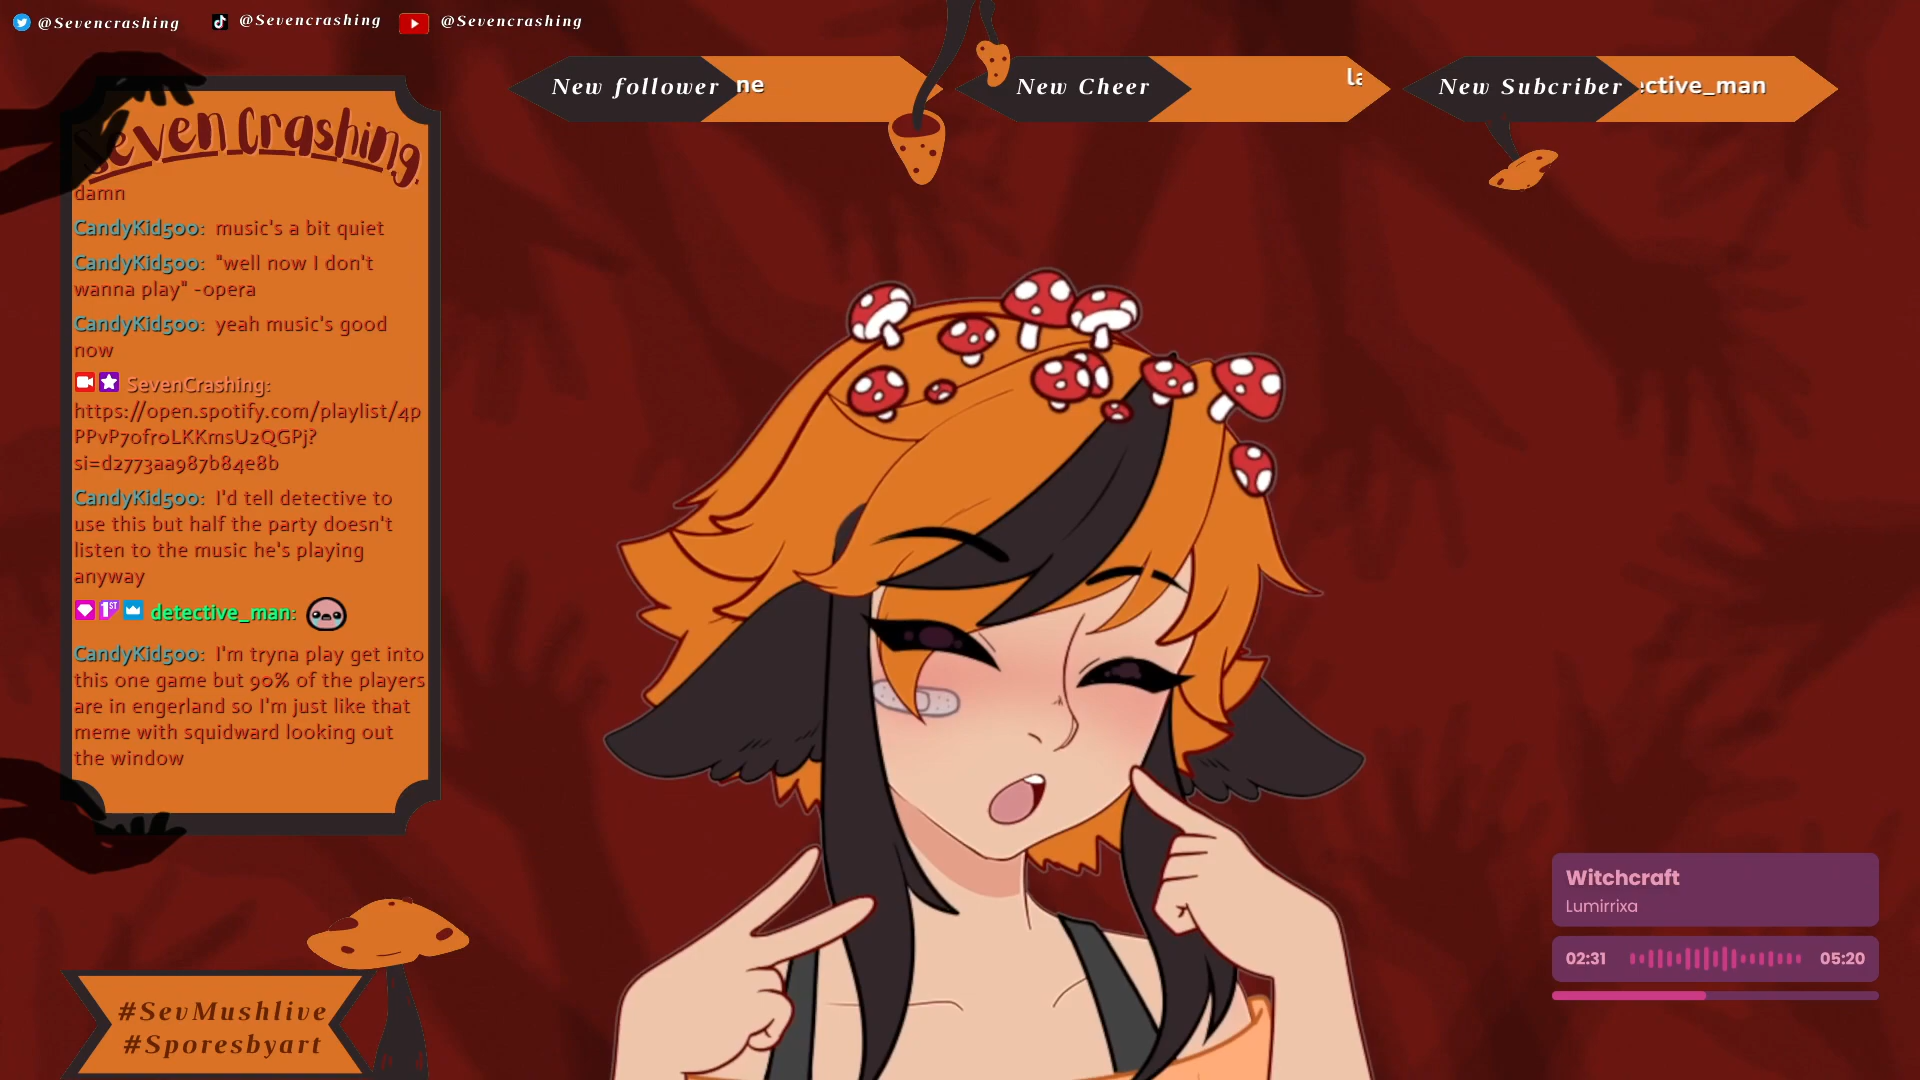 @Sevencrashing @Sevencrashing @Sevencrashing
New follower ne
New Cheer
New Subcriber ctive_man
Seven Crashing
damn
CandyKid500: music's a bit quiet
CandyKid500: "well now I don't
wanna play" -opera
CandyKid500: yeah music's good
now
SevenCrashing:
https://open.spotify.com/playlist/4p
PPvP7ofroLKKmsU2QGPj?
si=d2773aa987b84e8b
CandyKid500: I'd tell detective to
use this but half the party doesn't
listen to the music he's playing
anyway
1ST detective_man:
CandyKid500: I'm tryna play get into
this one game but 90% of the players
are in engerland so I'm just like that
meme with squidward looking out
the window
#SevMushlive
#Sporesbyart
Witchcraft
Lumirrixa
02:31 05:20